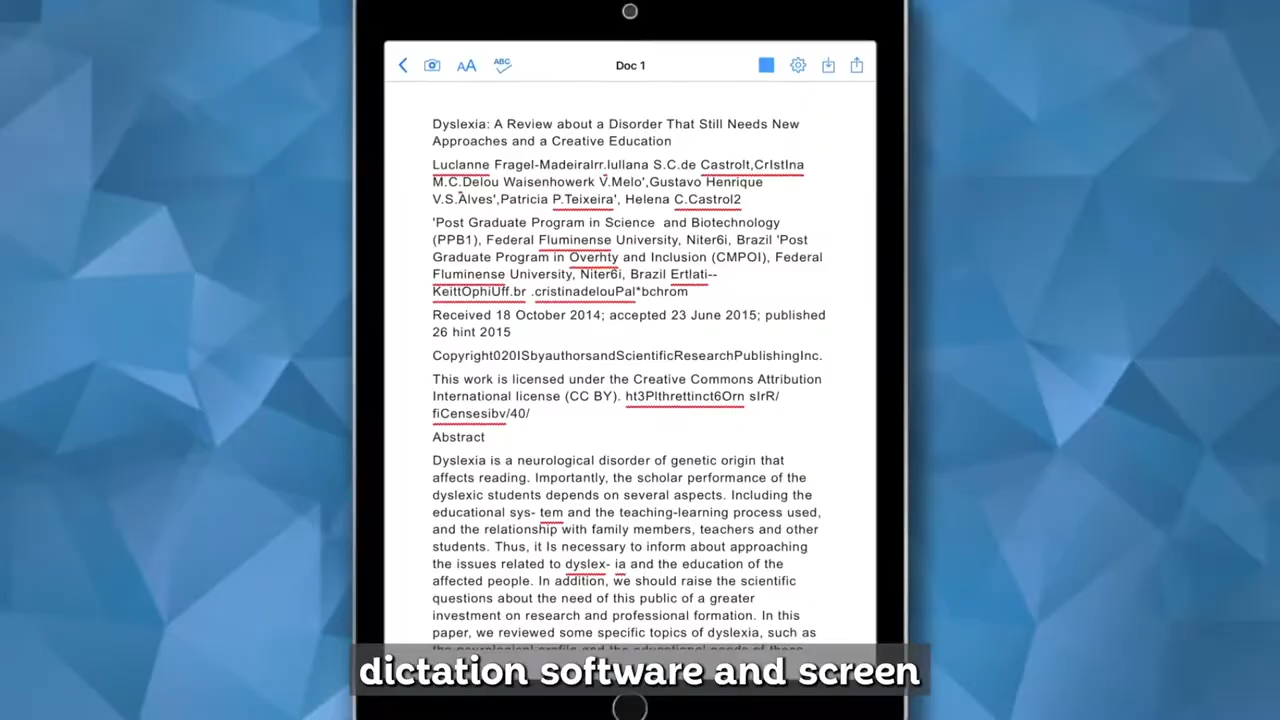 AA
ABC
Doc 1
Dyslexia: A Review about a Disorder That Still Needs New
Approaches and a Creative Education
Luclanne Fragel-Madeiralrr.lullana S.C.de Castrolt,CrIstIna
M.C.Delou Waisenhowerk V.Melo',Gustavo Henrique
V.S.Alves',Patricia P.Teixeira', Helena C.Castrol2
'Post Graduate Program in Science and Biotechnology
(PPB1), Federal Fluminense University, Niter6i, Brazil 'Post
Graduate Program in Overhty and Inclusion (CMPOI), Federal
Fluminense University, Niter6i, Brazil Ertlati--
KeittOphiUff.br .cristinadelouPal*bchrom
Received 18 October 2014; accepted 23 June 2015; published
26 hint 2015
Copyright020ISbyauthorsandScientificResearchPublishingInc.
This work is licensed under the Creative Commons Attribution
International license (CC BY). ht3Plthrettinct6Orn sIrR/
fiCensesibv/40/
Abstract
Dyslexia is a neurological disorder of genetic origin that
affects reading. Importantly, the scholar performance of the
dyslexic students depends on several aspects. Including the
educational sys- tem and the teaching-learning process used,
and the relationship with family members, teachers and other
students. Thus, it Is necessary to inform about approaching
the issues related to dyslex- ia and the education of the
affected people. In addition, we should raise the scientific
questions about the need of this public of a greater
investment on research and professional formation. In this
paper, we reviewed some specific topics of dyslexia, such as
dictation software and screen